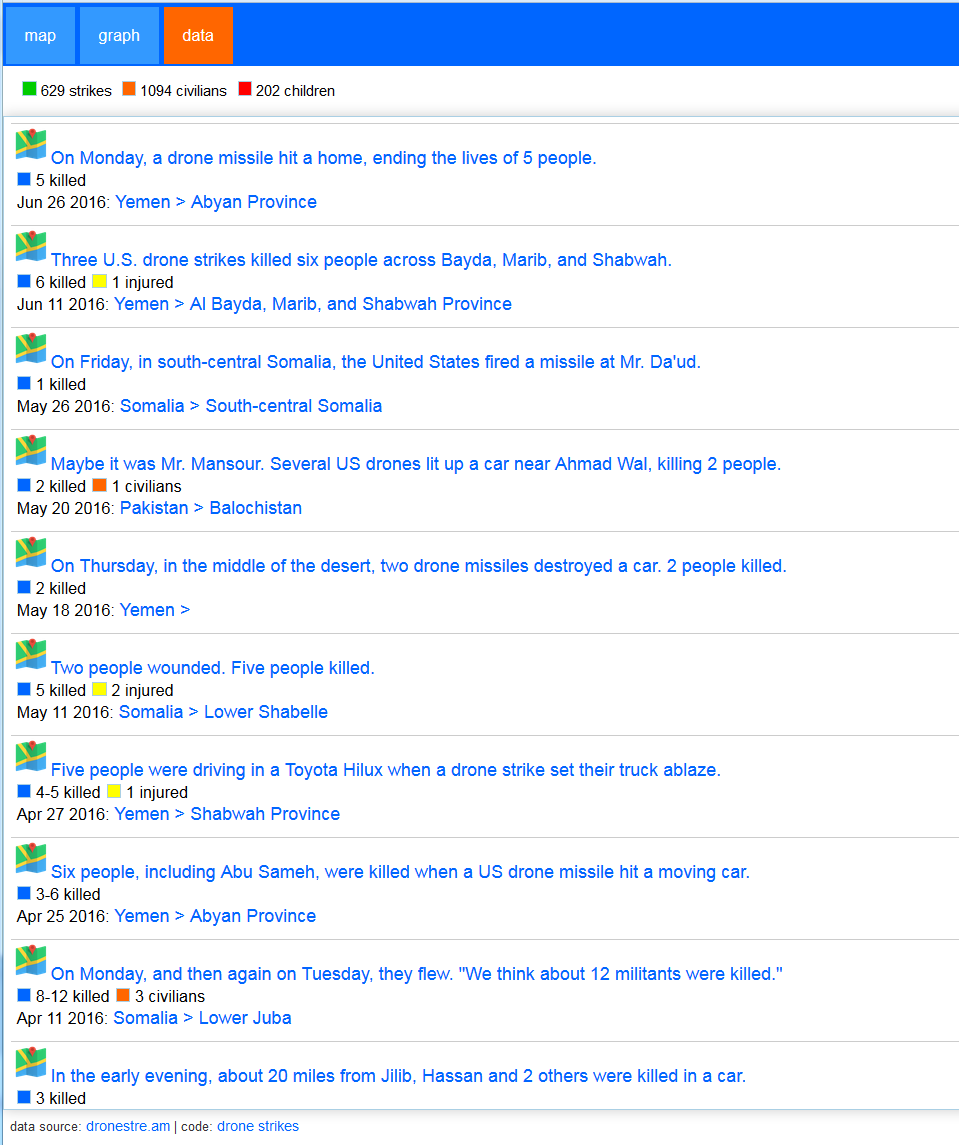 map graph data
629 strikes 1094 civilians 202 children
On Monday, a drone missile hit a home, ending the lives of 5 people.
5 killed
Jun 26 2016: Yemen > Abyan Province
Three U.S. drone strikes killed six people across Bayda, Marib, and Shabwah.
6 killed 1 injured
Jun 11 2016: Yemen > Al Bayda, Marib, and Shabwah Province
On Friday, in south-central Somalia, the United States fired a missile at Mr. Da'ud.
1 killed
May 26 2016: Somalia > South-central Somalia
Maybe it was Mr. Mansour. Several US drones lit up a car near Ahmad Wal, killing 2 people.
2 killed 1 civilians
May 20 2016: Pakistan > Balochistan
On Thursday, in the middle of the desert, two drone missiles destroyed a car. 2 people killed.
2 killed
May 18 2016: Yemen >
Two people wounded. Five people killed.
5 killed 2 injured
May 11 2016: Somalia > Lower Shabelle
Five people were driving in a Toyota Hilux when a drone strike set their truck ablaze.
4-5 killed 1 injured
Apr 27 2016: Yemen > Shabwah Province
Six people, including Abu Sameh, were killed when a US drone missile hit a moving car.
3-6 killed
Apr 25 2016: Yemen > Abyan Province
On Monday, and then again on Tuesday, they flew. "We think about 12 militants were killed."
8-12 killed 3 civilians
Apr 11 2016: Somalia > Lower Juba
In the early evening, about 20 miles from Jilib, Hassan and 2 others were killed in a car.
3 killed
data source: dronestre.am | code: drone strikes